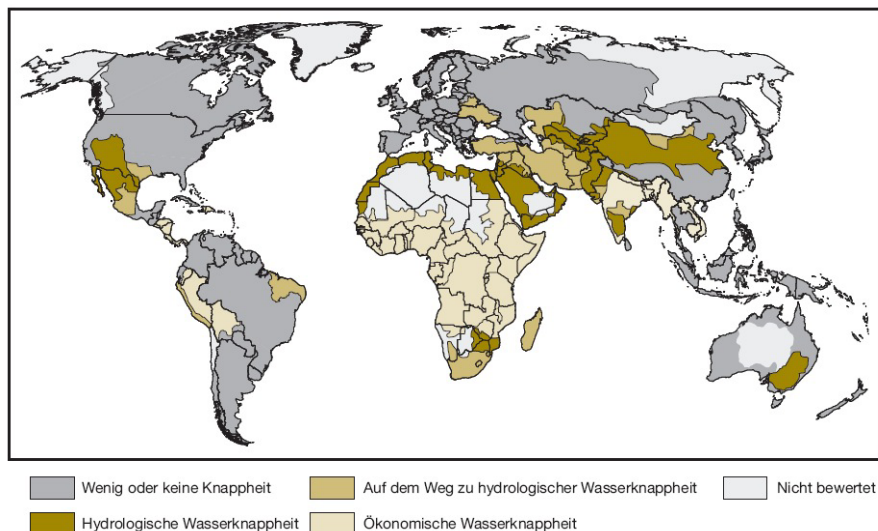 Wenig oder keine Knappheit
Auf dem Weg zu hydrologischer Wasserknappheit
Nicht bewertet
Hydrologische Wasserknappheit
Ökonomische Wasserknappheit